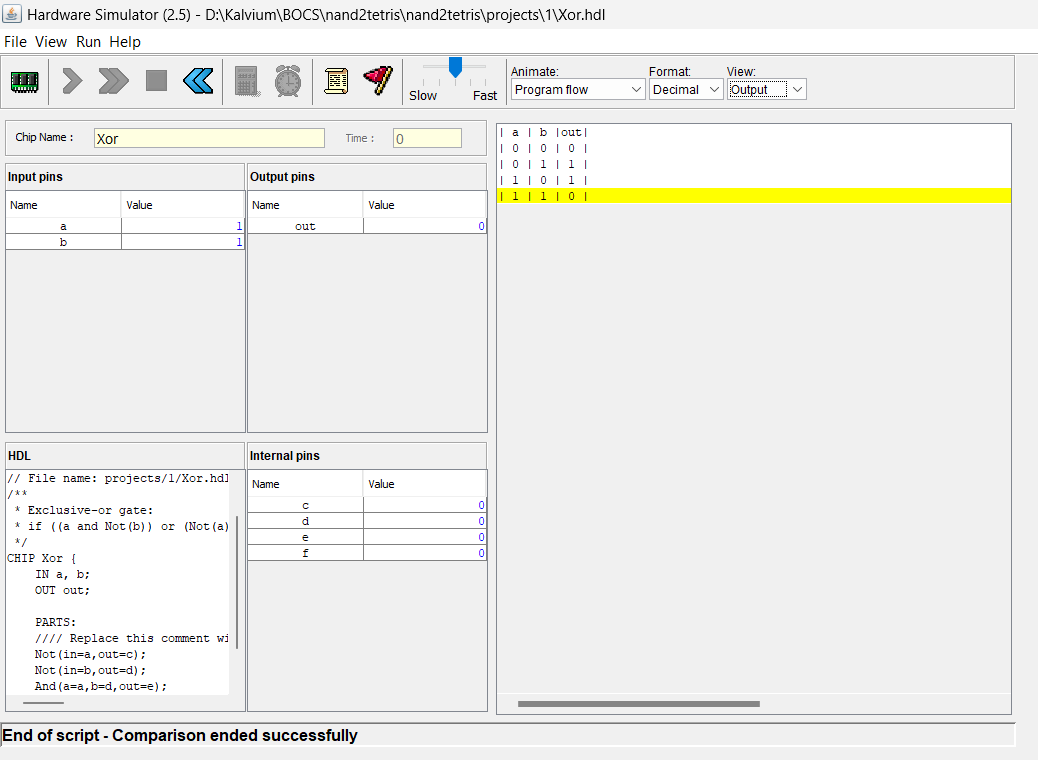 Hardware Simulator (2.5) - D:\Kalvium\BOCS\nand2tetris\nand2tetris\projects\1\Xor.hdl
File View Run Help
Slow Fast
Animate: Format: View:
Program flow Decimal Output
Chip Name : Xor Time : 0
Input pins
Name Value
a 1
b 1
Output pins
Name Value
out 0
| a | b |out|
| 0 | 0 | 0 |
| 0 | 1 | 1 |
| 1 | 0 | 1 |
| 1 | 1 | 0 |
HDL
// File name: projects/1/Xor.hdl
/**
* Exclusive-or gate:
* if ((a and Not(b)) or (Not(a)
*/
CHIP Xor {
IN a, b;
OUT out;
PARTS:
//// Replace this comment wi
Not(in=a,out=c);
Not(in=b,out=d);
And(a=a,b=d,out=e);
Internal pins
Name Value
c 0
d 0
e 0
f 0
End of script - Comparison ended successfully